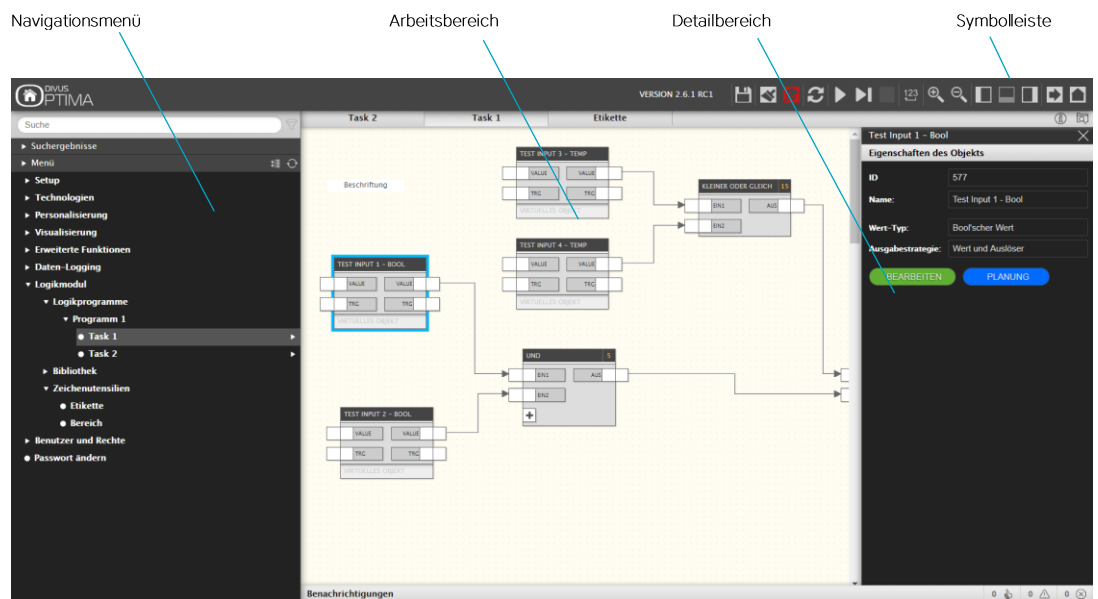 Navigationsmenü
Arbeitsbereich
Detailbereich
Symbolleiste
DIVUS
OPTIMA
VERSION 2.6.1 RC1
123
Suche
Suchergebnisse
Menü
Setup
Technologien
Personalisierung
Visualisierung
Erweiterte Funktionen
Daten-Logging
Logikmodul
Logikprogramme
Programm 1
Task 1
Task 2
Bibliothek
Zeichenutensilien
Etikette
Bereich
Benutzer und Rechte
Passwort ändern
Task 2
Task 1
Etikette
Beschriftung
TEST INPUT 3 - TEMP
VALUE VALUE
TRG TRG
VIRTUELLES OBJEKT
KLEINER ODER GLEICH 15
EIN1 AUS
EIN2
TEST INPUT 4 - TEMP
VALUE VALUE
TRG TRG
VIRTUELLES OBJEKT
TEST INPUT 1 - BOOL
VALUE VALUE
TRG TRG
VIRTUELLES OBJEKT
UND 5
EIN1 AUS
EIN2
+
TEST INPUT 2 - BOOL
VALUE VALUE
TRG TRG
VIRTUELLES OBJEKT
Test Input 1 - Bool
Eigenschaften des Objekts
ID 577
Name: Test Input 1 - Bool
Wert-Typ: Bool'scher Wert
Ausgabestrategie: Wert und Auslöser
BEARBEITEN PLANUNG
Benachrichtigungen
0 0 0